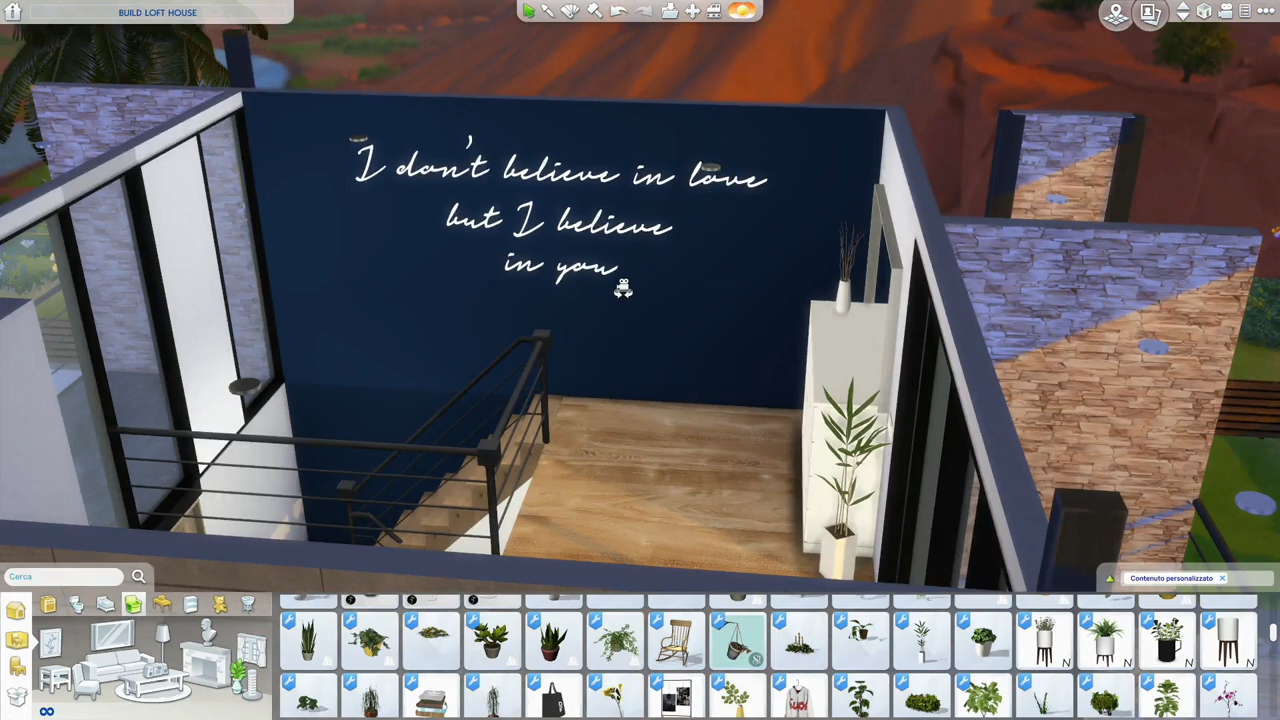 BUILD LOFT HOUSE
I don't believe in love
but I believe
in you
Cerca
Contenuto personalizzato